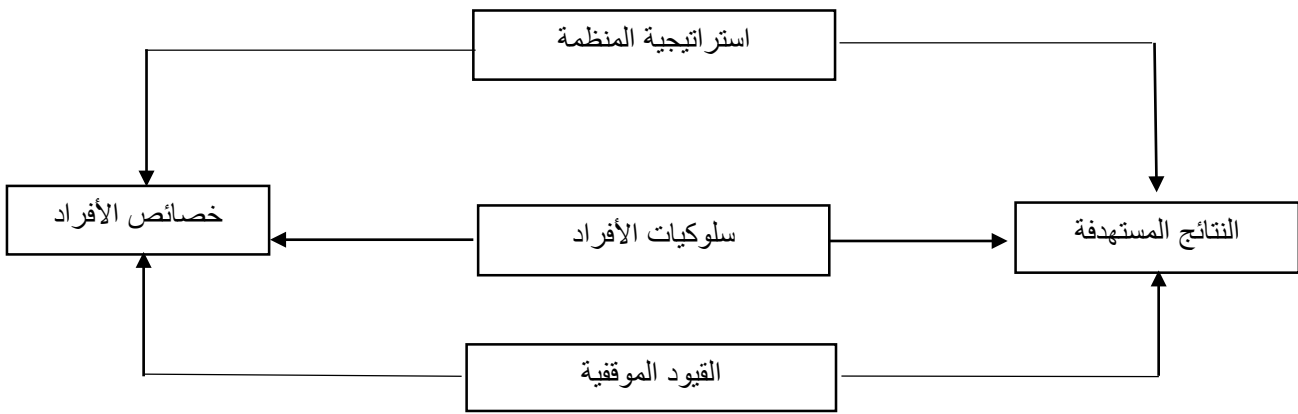 استراتيجية المنظمة
خصائص الأفراد
سلوكيات الأفراد
النتائج المستهدفة
القيود الموقفية